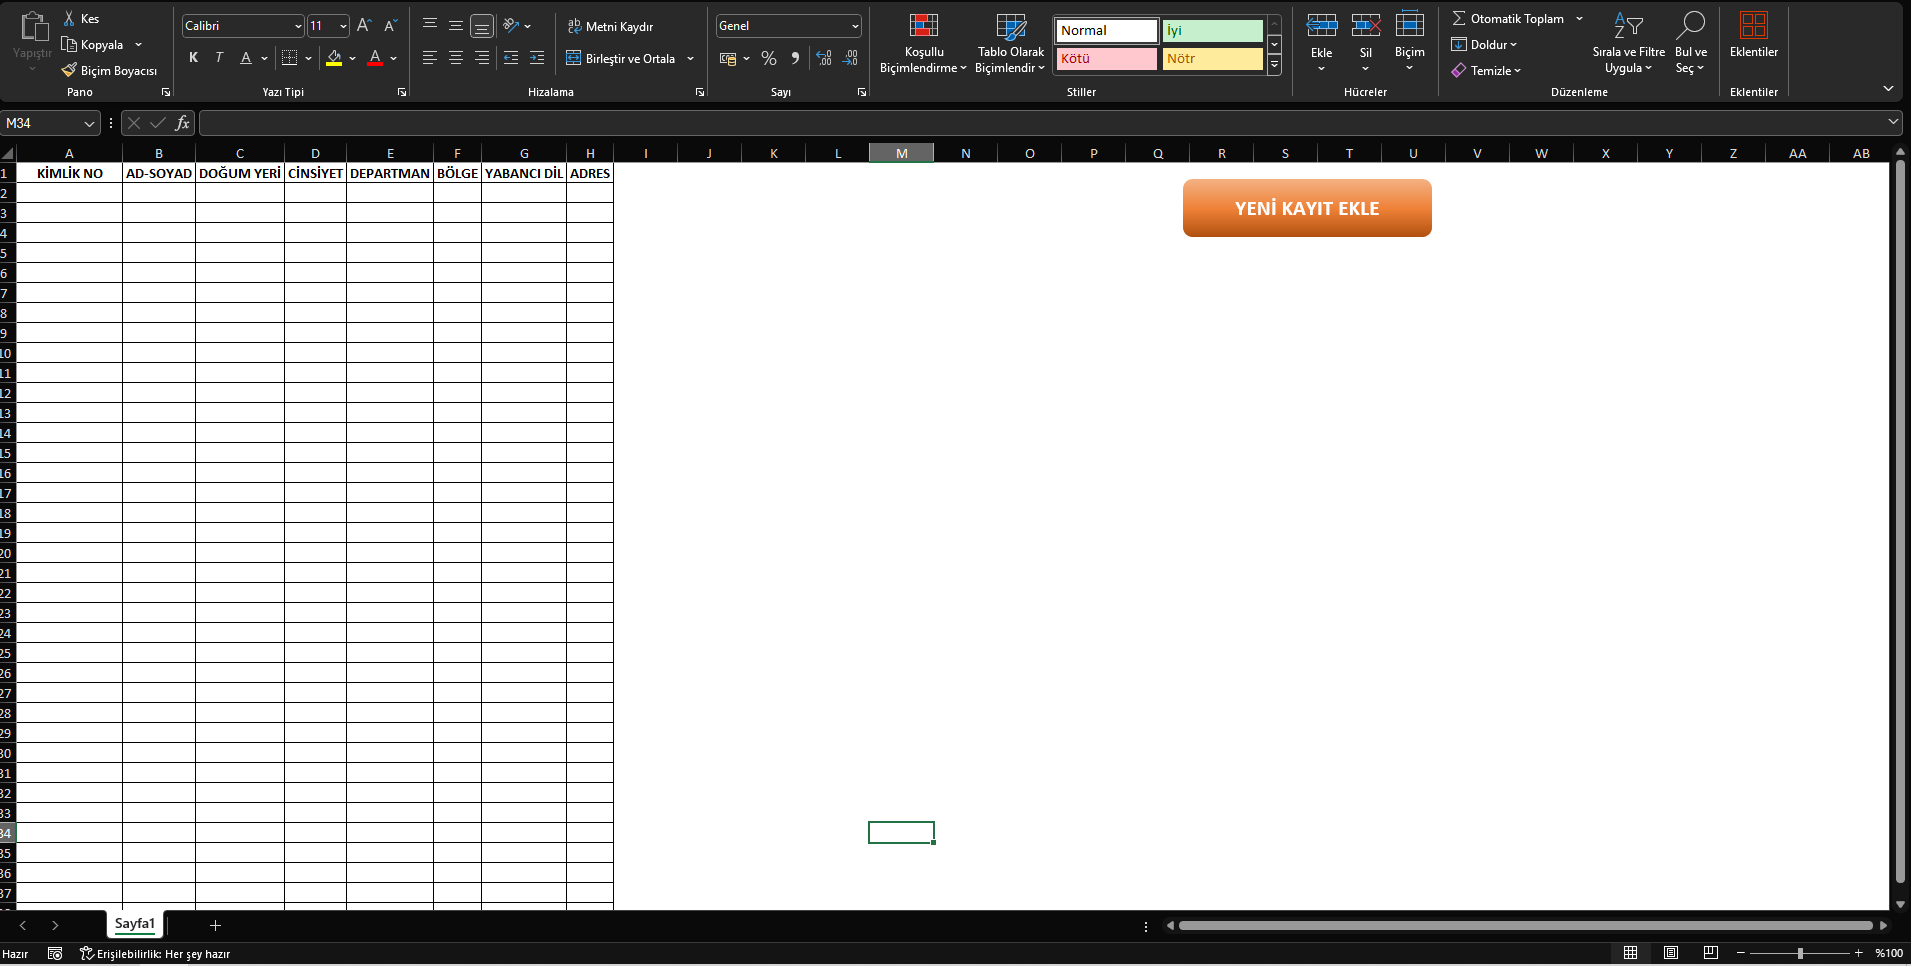 Yapıştır
Kes
Kopyala
Biçim Boyacısı
Pano
Calibri
11
K T A
A
Yazı Tipi
Metni Kaydır
Birleştir ve Ortala
Hizalama
Genel
%
Sayı
Koşullu Biçimlendirme
Tablo Olarak Biçimlendir
Normal
İyi
Kötü
Nötr
Stiller
Ekle
Sil
Biçim
Hücreler
Otomatik Toplam
Doldur
Temizle
Sırala ve Filtre Uygula
Bul ve Seç
Düzenleme
Eklentiler
Eklentiler
M34
fx
A B C D E F G H I J K L M N O P Q R S T U V W X Y Z AA AB
1 KİMLİK NO AD-SOYAD DOĞUM YERİ CİNSİYET DEPARTMAN BÖLGE YABANCI DİL ADRES
YENİ KAYIT EKLE
2
3
4
5
6
7
8
9
10
11
12
13
14
15
16
17
18
19
20
21
22
23
24
25
26
27
28
29
30
31
32
33
34
35
36
37
Sayfa1
Hazır
Erişilebilirlik: Her şey hazır
%100